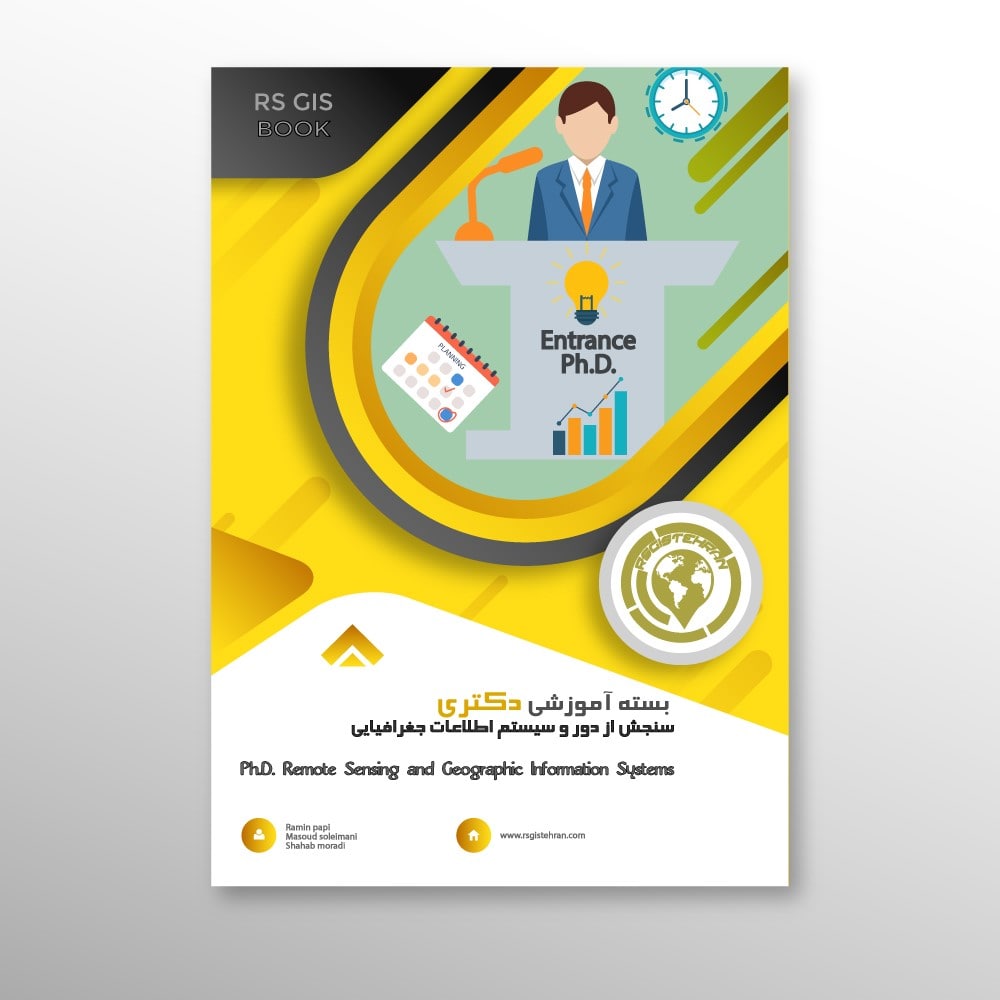 RS GIS
BOOK
Entrance
Ph.D.
PLANNING
RSGISTEHRAN
بسته آموزشی دکتری
سنجش از دور و سیستم اطلاعات جغرافیایی
Ph.D. Remote Sensing and Geographic Information Systems
Ramin papi
Masoud soleimani
Shahab moradi
www.rsgistehran.com